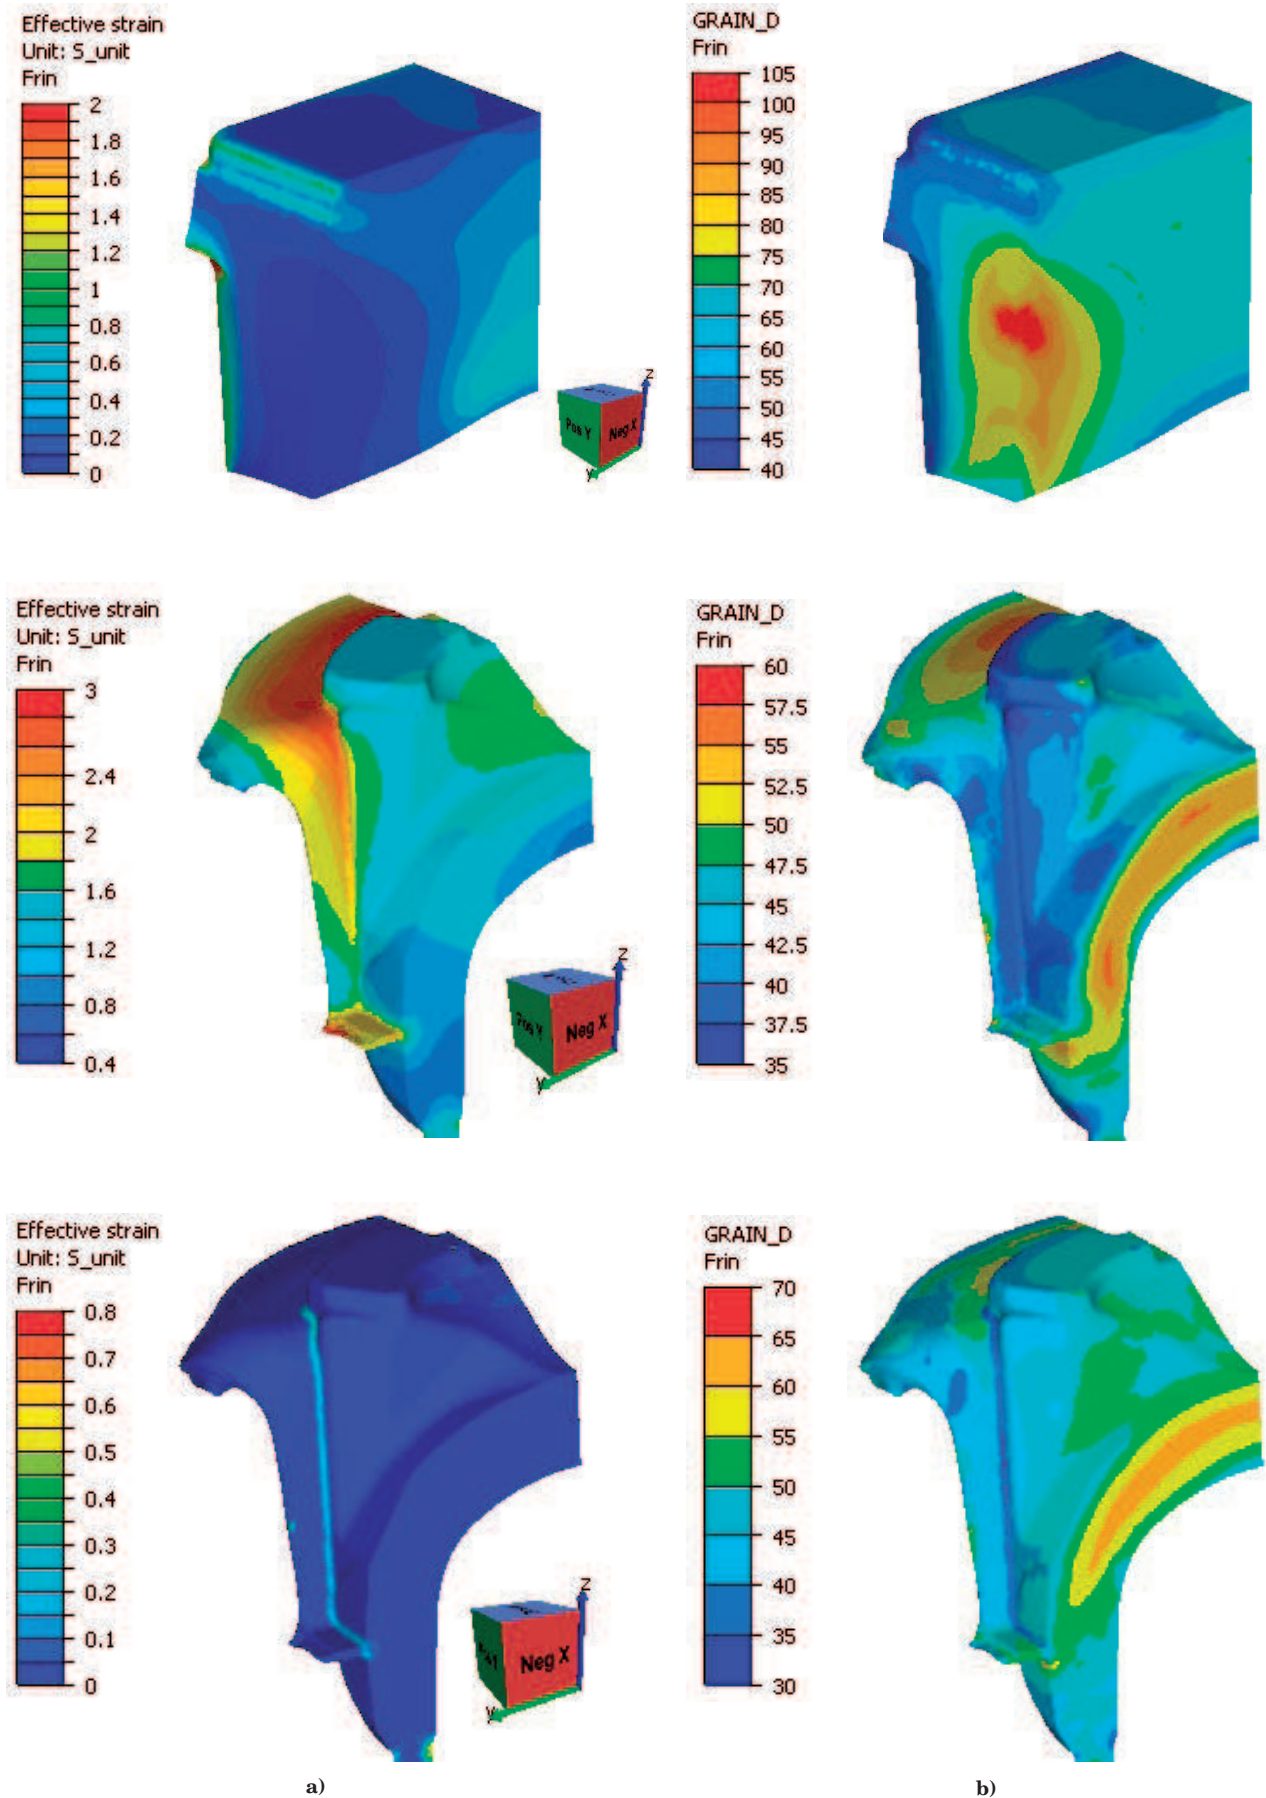 Effective strain
Unit: S_unit
Frin
2
1.8
1.6
1.4
1.2
1
0.8
0.6
0.4
0.2
0
Pos Y
Neg X
Z
Y
GRAIN_D
Frin
105
100
95
90
85
80
75
70
65
60
55
50
45
40
Effective strain
Unit: S_unit
Frin
3
2.4
2
1.6
1.2
0.8
0.4
Pos Y
Neg X
Z
Y
GRAIN_D
Frin
60
57.5
55
52.5
50
47.5
45
42.5
40
37.5
35
Effective strain
Unit: S_unit
Frin
0.8
0.7
0.6
0.5
0.4
0.3
0.2
0.1
0
Neg X
Z
Y
GRAIN_D
Frin
70
65
60
55
50
45
40
35
30
a)
b)